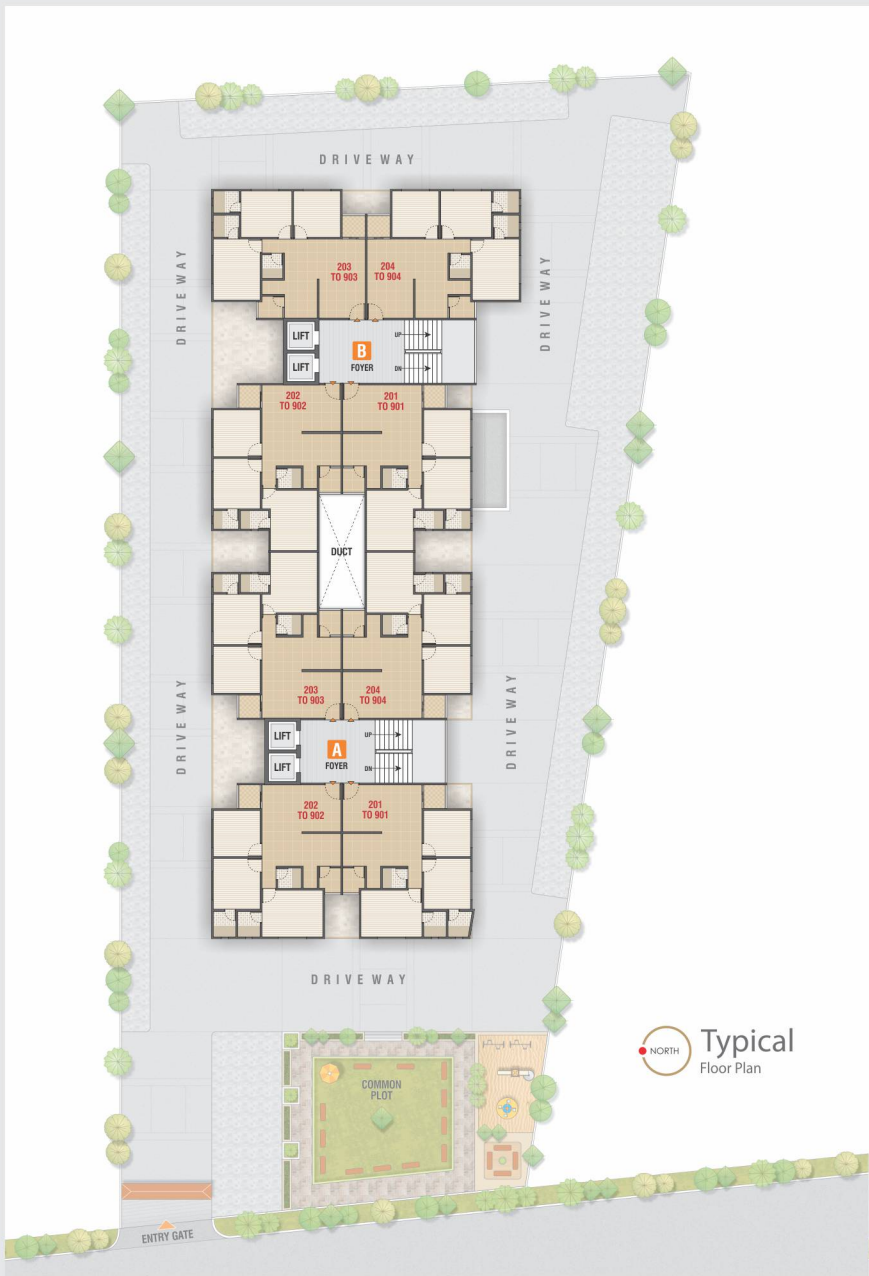 DRIVE WAY
DRIVE WAY
DRIVE WAY
203
TO 903
204
TO 904
LIFT
LIFT
B
FOYER
UP
DN
202
TO 902
201
TO 901
DUCT
203
TO 903
204
TO 904
DRIVE WAY
DRIVE WAY
LIFT
LIFT
A
FOYER
UP
DN
202
TO 902
201
TO 901
DRIVE WAY
NORTH
Typical
Floor Plan
COMMON
PLOT
ENTRY GATE